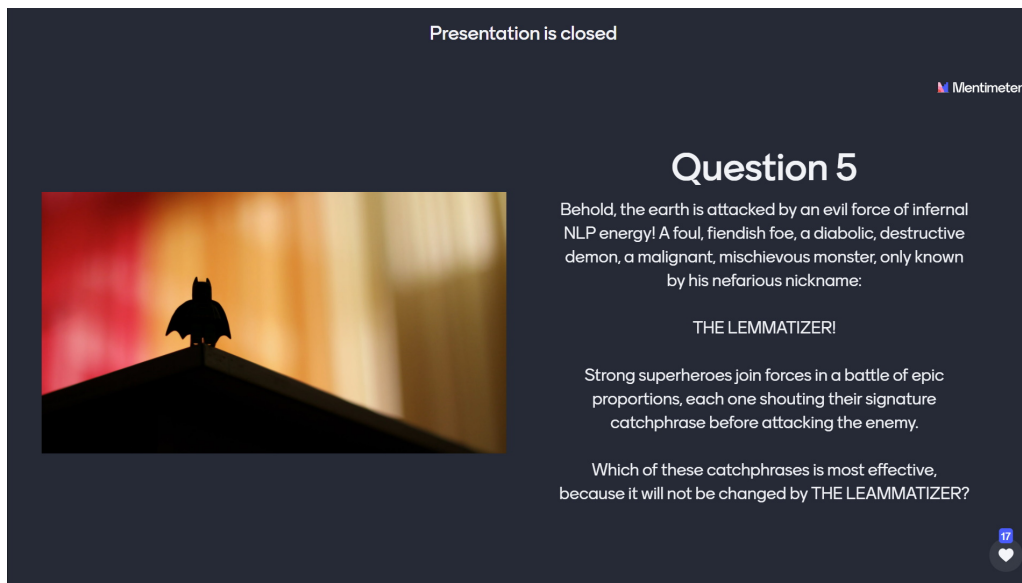 Presentation is closed
Mentimeter
Question 5
Behold, the earth is attacked by an evil force of infernal
NLP energy! A foul, fiendish foe, a diabolic, destructive
demon, a malignant, mischievous monster, only known
by his nefarious nickname:
THE LEMMATIZER!
Strong superheroes join forces in a battle of epic
proportions, each one shouting their signature
catchphrase before attacking the enemy.
Which of these catchphrases is most effective,
because it will not be changed by THE LEAMMATIZER?
17